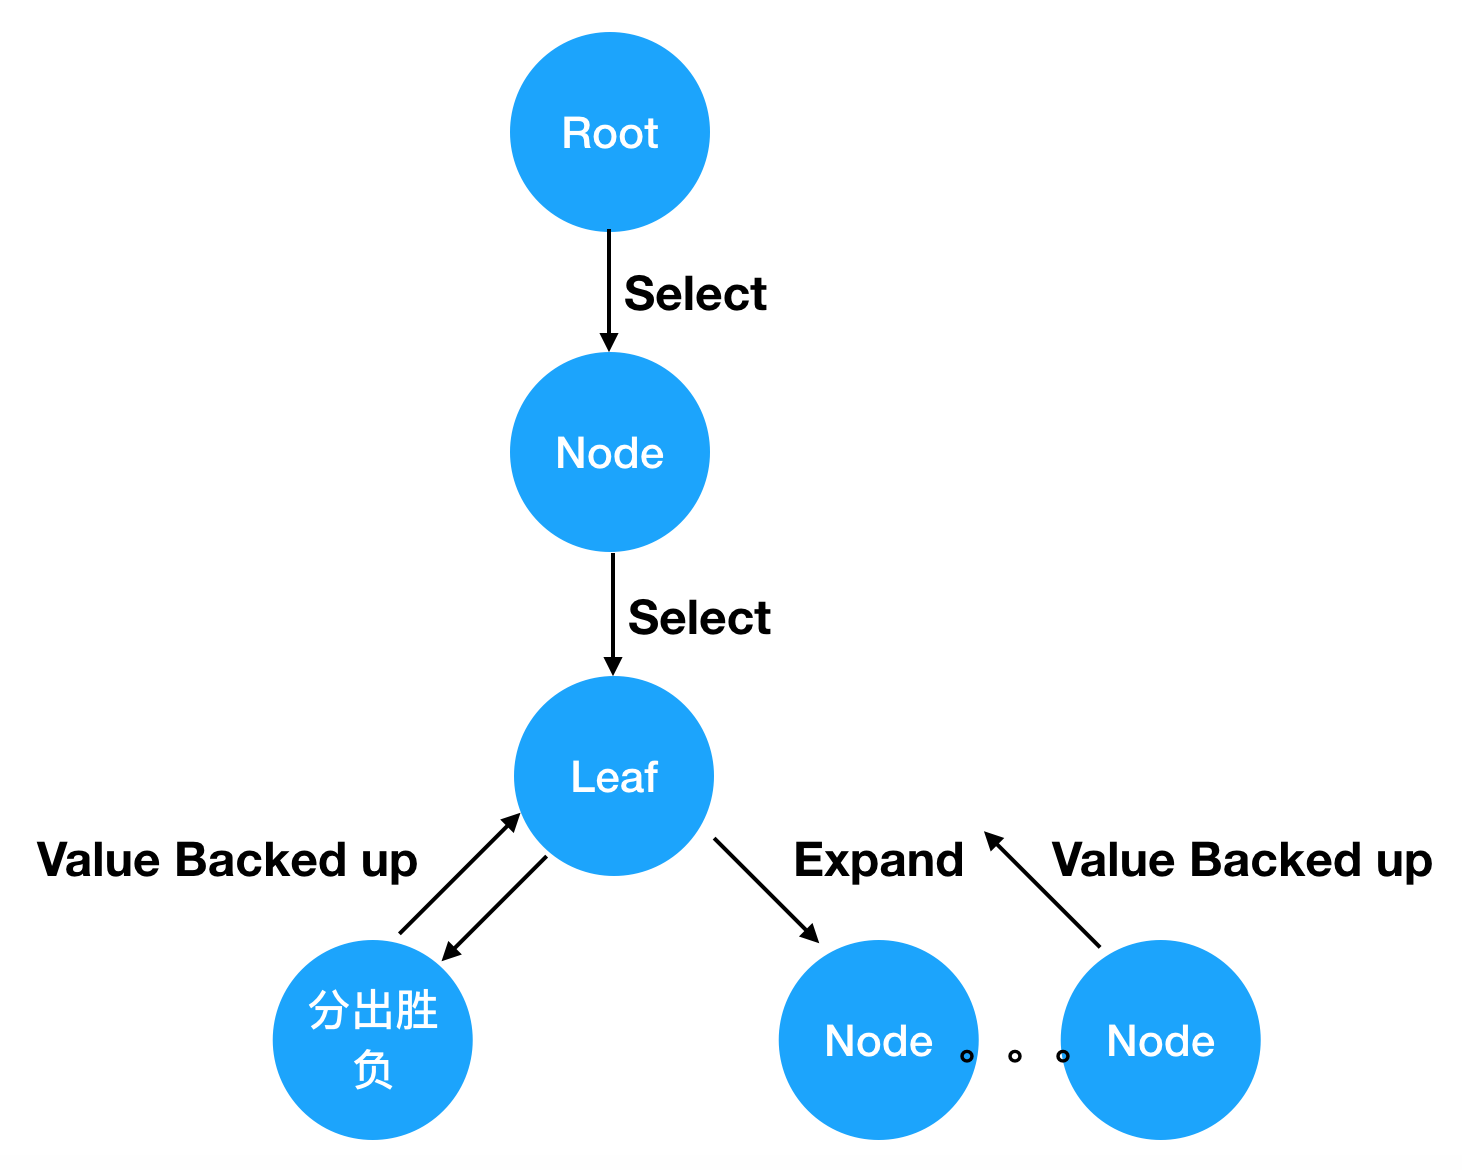 Root
Select
Node
Select
Leaf
Value Backed up
Expand
Value Backed up
分出胜
负
Node
。。。
Node